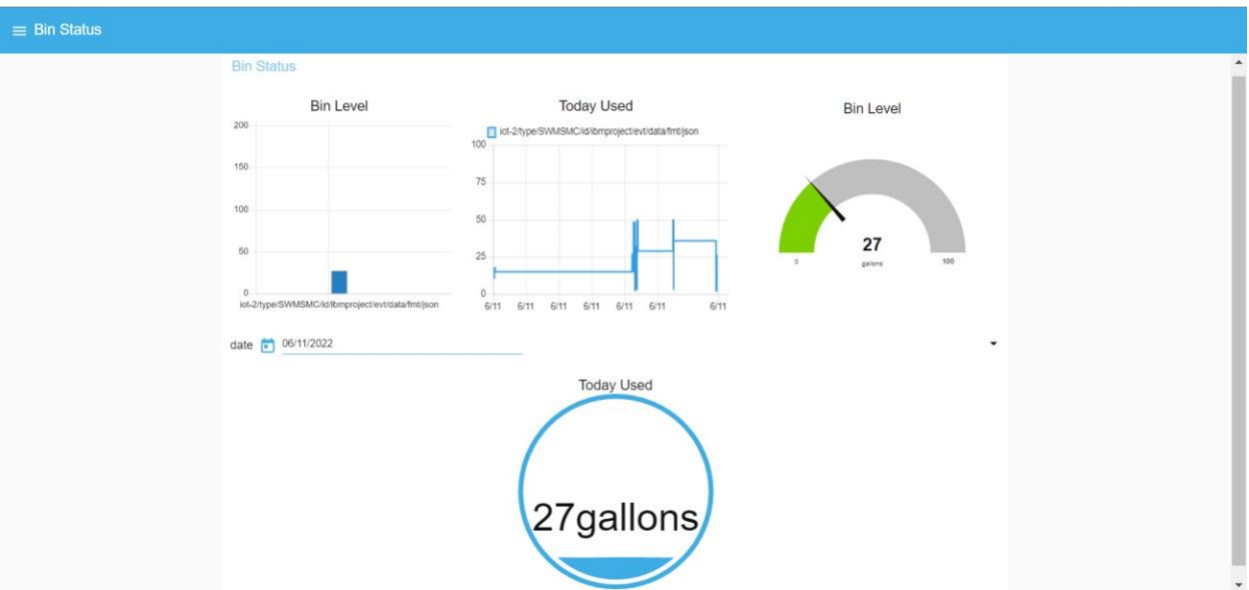 Bin Status
Bin Status
Bin Level
200
150
100
50
0
iot-2/type/SWMSMC/id/ibmproject/evt/data/fmt/json
Today Used
iot-2/type/SWMSMC/id/ibmproject/evt/data/fmt/json
100
75
50
25
0
6/11 6/11 6/11 6/11 6/11 6/11 6/11
Bin Level
27
gallons
0 100
date 06/11/2022
Today Used
27gallons